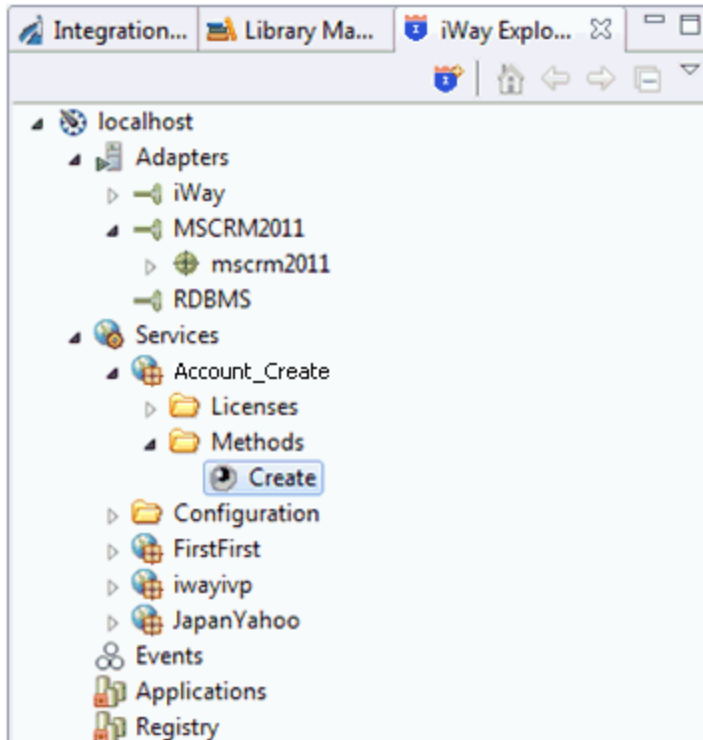 Integration... Library Ma... iWay Explo...
localhost
Adapters
iWay
MSCRM2011
mscrm2011
RDBMS
Services
Account_Create
Licenses
Methods
Create
Configuration
FirstFirst
iwayivp
JapanYahoo
Events
Applications
Registry